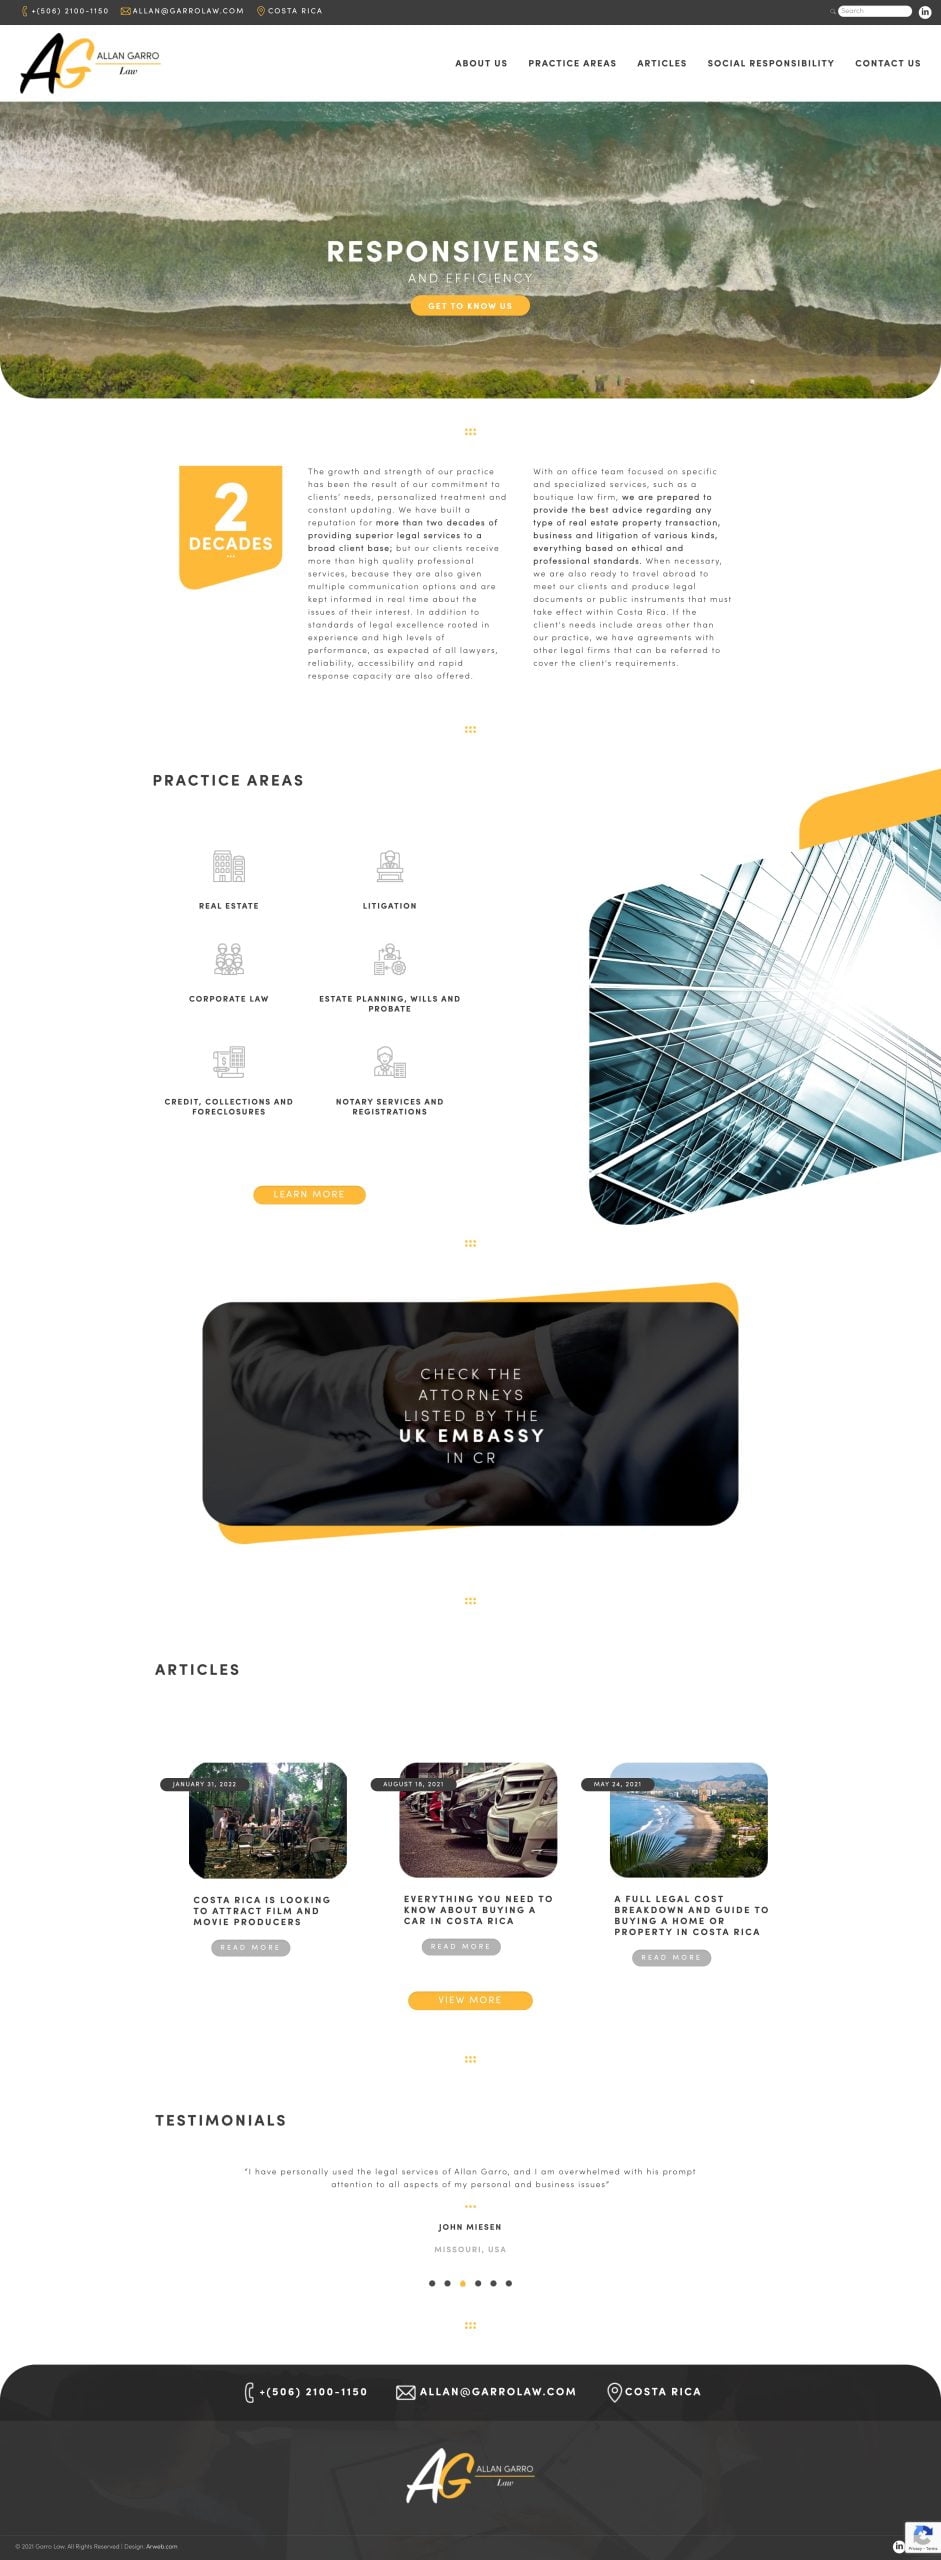 +(506) 2100-1150 ALLAN@GARROLAW.COM COSTA RICA Search in
AG ALLAN GARRO
Law
ABOUT US PRACTICE AREAS ARTICLES SOCIAL RESPONSIBILITY CONTACT US
RESPONSIVENESS
AND EFFICIENCY
GET TO KNOW US
2
DECADES
...
The growth and strength of our practice
has been the result of our commitment to
clients' needs, personalized treatment and
constant updating. We have built a
reputation for more than two decades of
providing superior legal services to a
broad client base; but our clients receive
more than high quality professional
services, because they are also given
multiple communication options and are
kept informed in real time about the
issues of their interest. In addition to
standards of legal excellence rooted in
experience and high levels of
performance, as expected of all lawyers,
reliability, accessibility and rapid
response capacity are also offered.
With an office team focused on specific
and specialized services, such as a
boutique law firm, we are prepared to
provide the best advice regarding any
type of real estate property transaction,
business and litigation of various kinds,
everything based on ethical and
professional standards. When necessary,
we are also ready to travel abroad to
meet our clients and produce legal
documents or public instruments that must
take effect within Costa Rica. If the
client's needs include areas other than
our practice, we have agreements with
other legal firms that can be referred to
cover the client's requirements.
PRACTICE AREAS
REAL ESTATE
LITIGATION
CORPORATE LAW
ESTATE PLANNING, WILLS AND
PROBATE
CREDIT, COLLECTIONS AND
FORECLOSURES
NOTARY SERVICES AND
REGISTRATIONS
LEARN MORE
CHECK THE
ATTORNEYS
LISTED BY THE
UK EMBASSY
IN CR
ARTICLES
JANUARY 31, 2022
COSTA RICA IS LOOKING
TO ATTRACT FILM AND
MOVIE PRODUCERS
READ MORE
AUGUST 18, 2021
EVERYTHING YOU NEED TO
KNOW ABOUT BUYING A
CAR IN COSTA RICA
READ MORE
MAY 24, 2021
A FULL LEGAL COST
BREAKDOWN AND GUIDE TO
BUYING A HOME OR
PROPERTY IN COSTA RICA
READ MORE
VIEW MORE
TESTIMONIALS
"I have personally used the legal services of Allan Garro, and I am overwhelmed with his prompt
attention to all aspects of my personal and business issues"
...
JOHN MIESEN
MISSOURI, USA
+(506) 2100-1150 ALLAN@GARROLAW.COM COSTA RICA
AG ALLAN GARRO
Law
© 2021 Garro Law. All Rights Reserved | Design: Arweb.com
in
Privacy - Terms